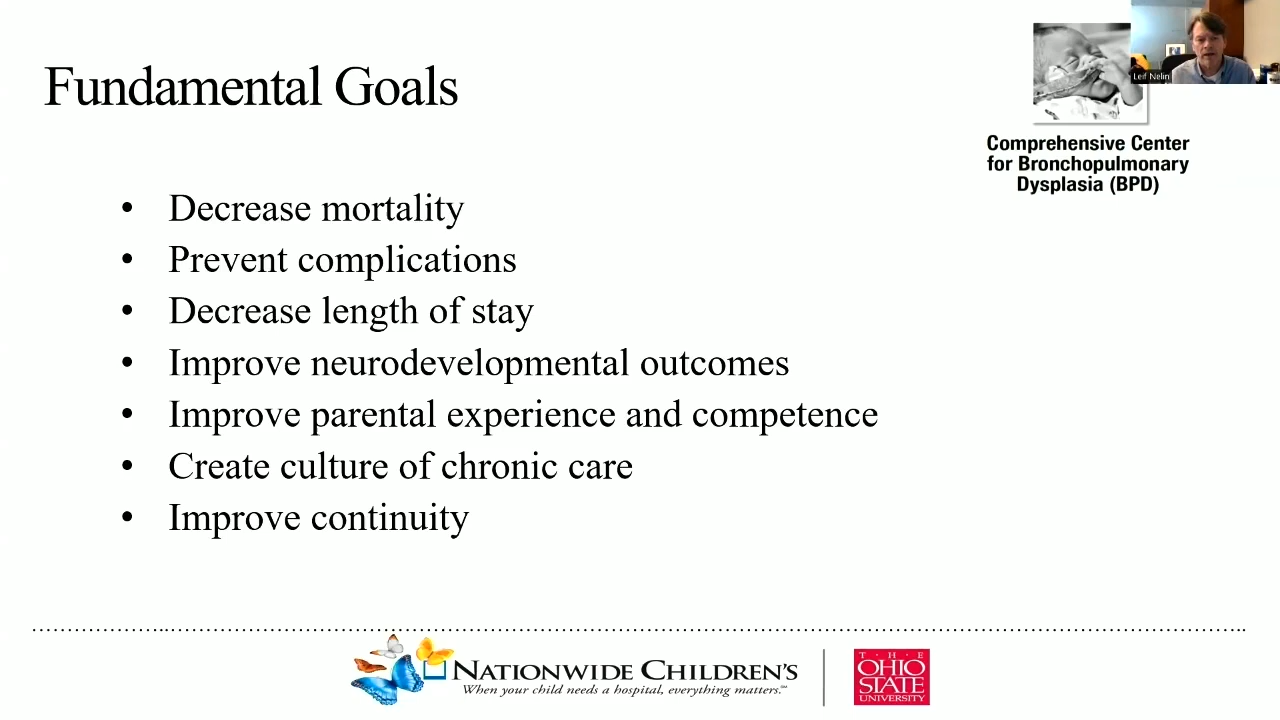 Fundamental Goals
Leif Nelin
Comprehensive Center
for Bronchopulmonary
Dysplasia (BPD)
• Decrease mortality
• Prevent complications
• Decrease length of stay
• Improve neurodevelopmental outcomes
• Improve parental experience and competence
• Create culture of chronic care
• Improve continuity
NATIONWIDE CHILDREN'S
When your child needs a hospital, everything matters.℠
THE
OHIO
STATE
UNIVERSITY